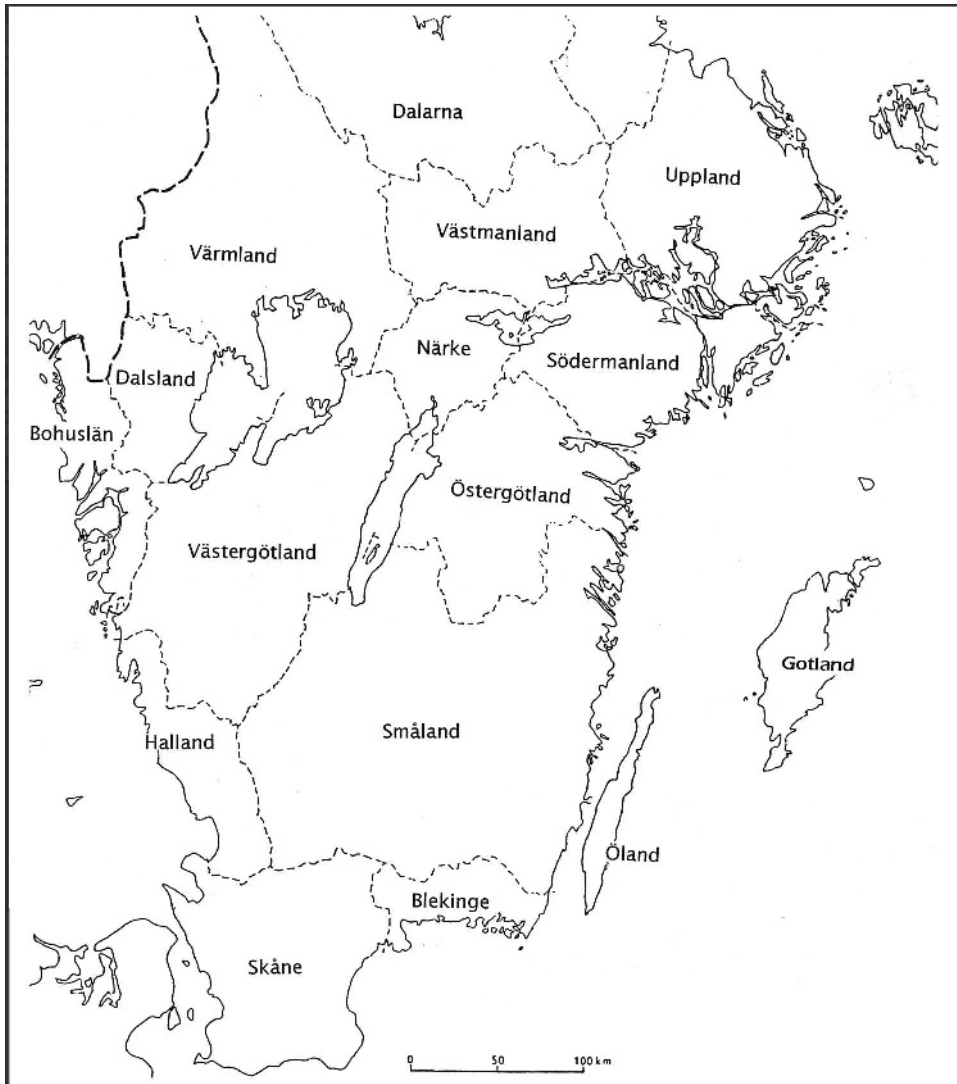 Dalarna
Uppland
Västmanland
Värmland
Närke
Södermanland
Dalsland
Bohuslän
Östergötland
Västergötland
Gotland
Småland
Halland
Öland
Blekinge
Skåne
0 50 100 km